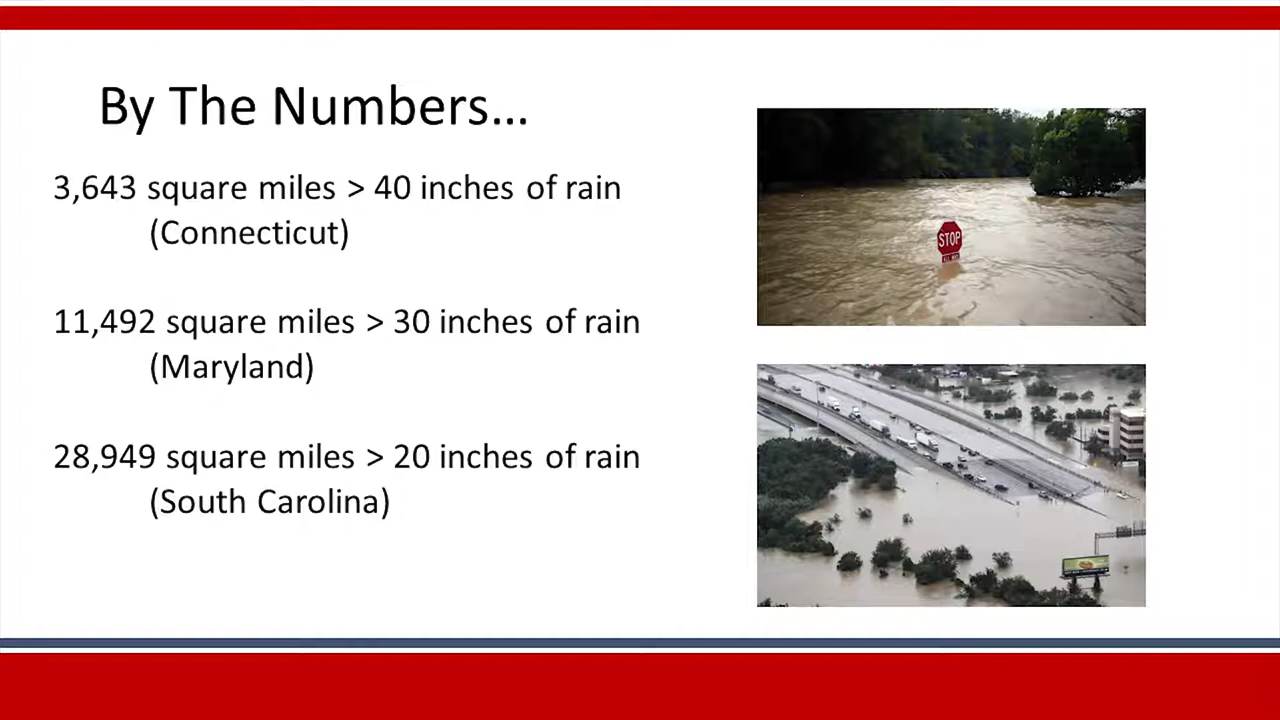 By The Numbers...
3,643 square miles > 40 inches of rain
(Connecticut)
11,492 square miles > 30 inches of rain
(Maryland)
28,949 square miles > 20 inches of rain
(South Carolina)
STOP